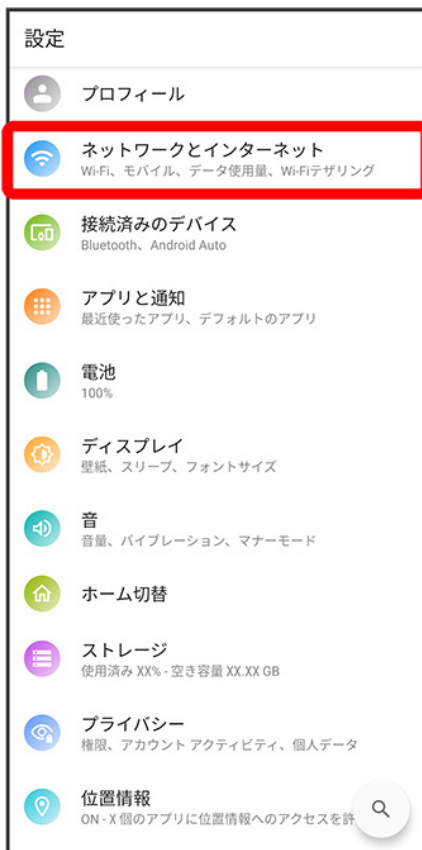 設定
プロフィール
ネットワークとインターネット
Wi-Fi、モバイル、データ使用量、Wi-Fiテザリング
接続済みのデバイス
Bluetooth、Android Auto
アプリと通知
最近使ったアプリ、デフォルトのアプリ
電池
100%
ディスプレイ
壁紙、スリープ、フォントサイズ
音
音量、バイブレーション、マナーモード
ホーム切替
ストレージ
使用済み XX% - 空き容量 XX.XX GB
プライバシー
権限、アカウント アクティビティ、個人データ
位置情報
ON - X 個のアプリに位置情報へのアクセスを許